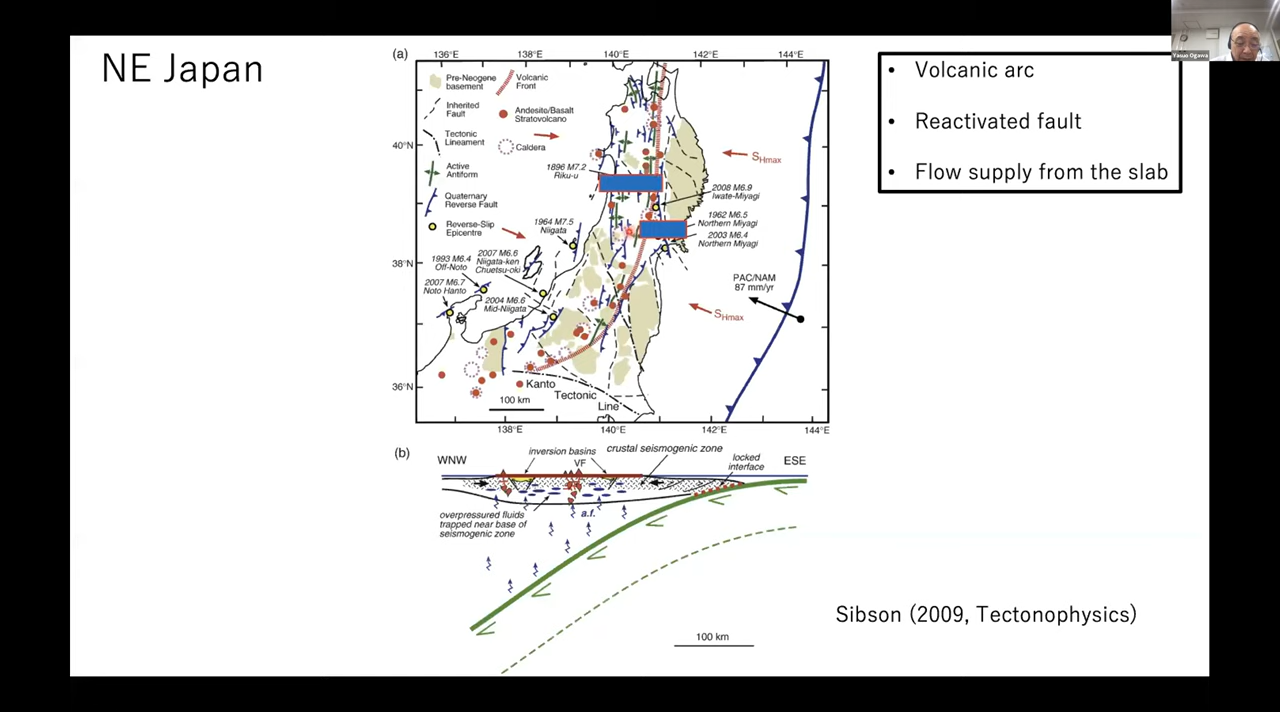 NE Japan
(a)
136°E
138°E
140°E
142°E
144°E
Pre-Neogene
basement
Volcanic
Front
Inherited
Fault
Andesite/Basalt
Stratovolcano
Tectonic
Lineament
Caldera
Active
Antiform
Quaternary
Reverse Fault
Reverse-Slip
Epicentre
40°N
38°N
36°N
1896 M7.2
Riku-u
SHmax
2008 M6.9
Iwate-Miyagi
1962 M6.5
Northern Miyagi
2003 M6.4
Northern Miyagi
1964 M7.5
Niigata
2007 M6.6
Niigata-ken
Chuetsu-oki
1993 M6.4
Off-Noto
2007 M6.7
Noto Hanto
2004 M6.6
Mid-Niigata
PAC/NAM
87 mm/yr
SHmax
Kanto
Tectonic
Line
100 km
138°E
140°E
142°E
144°E
(b)
WNW
inversion basins
VF
crustal seismogenic zone
locked
interface
ESE
overpressured fluids
trapped near base of
seismogenic zone
a.f.
100 km
• Volcanic arc
• Reactivated fault
• Flow supply from the slab
Sibson (2009, Tectonophysics)
Yasuo Ogawa